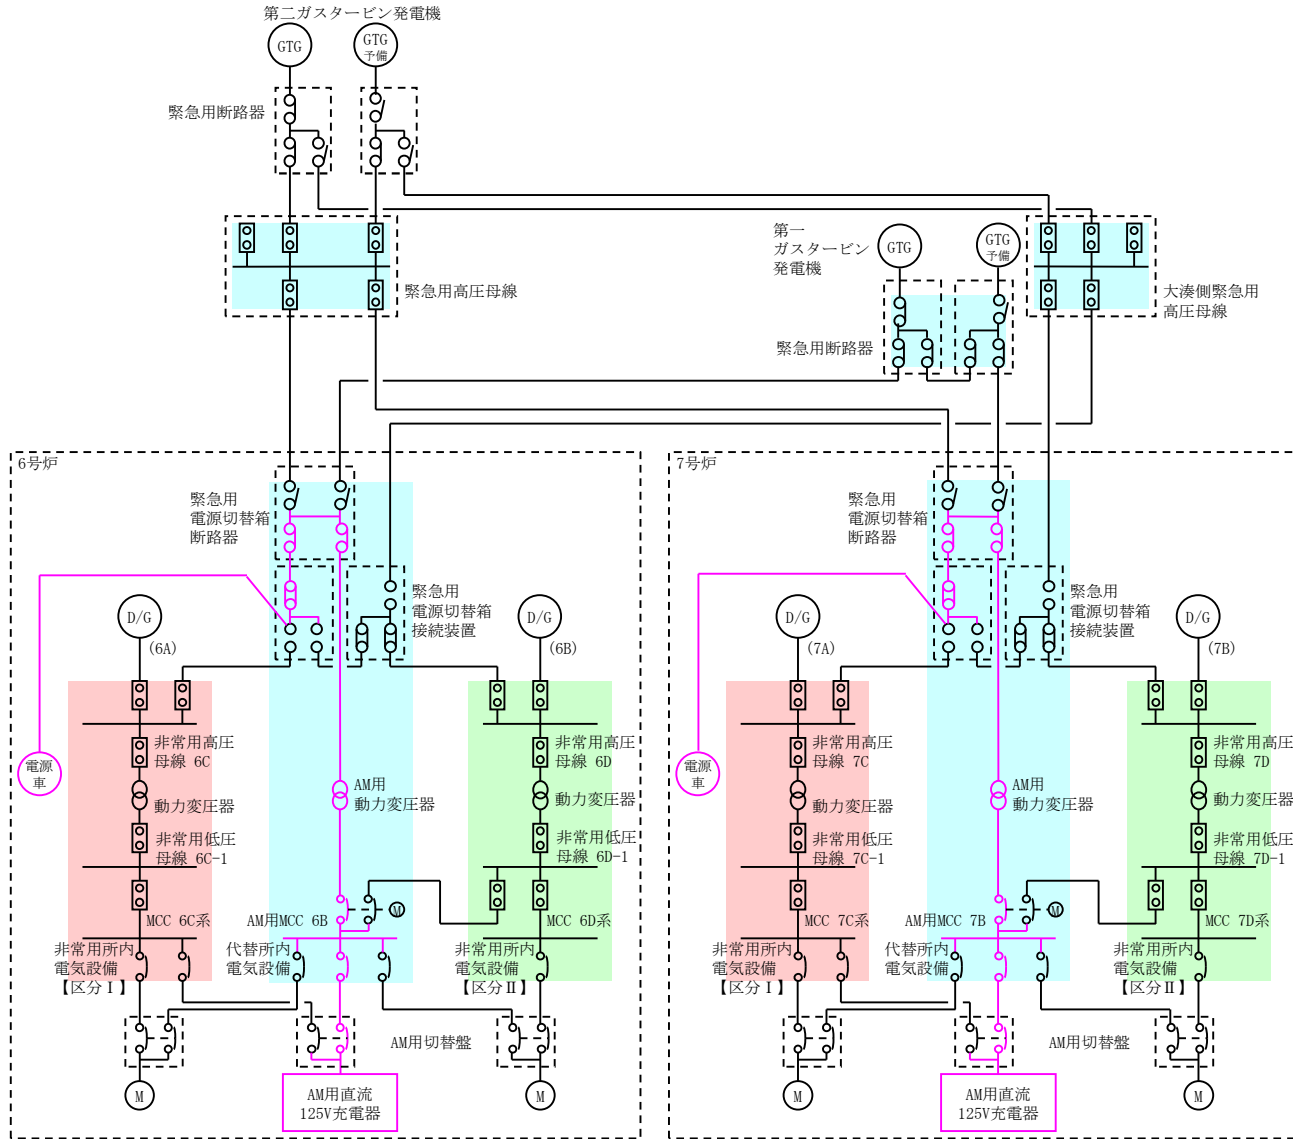 第二ガスタービン発電機
GTG
GTG
予備
緊急用断路器
第一
ガスタービン
発電機
GTG
GTG
予備
緊急用高圧母線
大湊側緊急用
高圧母線
緊急用断路器
6号炉
緊急用
電源切替箱
断路器
緊急用
電源切替箱
接続装置
D/G
(6A)
D/G
(6B)
電源
車
非常用高圧
母線 6C
動力変圧器
非常用低圧
母線 6C-1
MCC 6C系
非常用所内
電気設備
【区分Ⅰ】
AM用
動力変圧器
AM用MCC 6B
M
代替所内
電気設備
非常用高圧
母線 6D
動力変圧器
非常用低圧
母線 6D-1
MCC 6D系
非常用所内
電気設備
【区分Ⅱ】
AM用切替盤
M
AM用直流
125V充電器
M
7号炉
緊急用
電源切替箱
断路器
緊急用
電源切替箱
接続装置
D/G
(7A)
D/G
(7B)
電源
車
非常用高圧
母線 7C
動力変圧器
非常用低圧
母線 7C-1
MCC 7C系
非常用所内
電気設備
【区分Ⅰ】
AM用
動力変圧器
AM用MCC 7B
M
代替所内
電気設備
非常用高圧
母線 7D
動力変圧器
非常用低圧
母線 7D-1
MCC 7D系
非常用所内
電気設備
【区分Ⅱ】
AM用切替盤
M
AM用直流
125V充電器
M